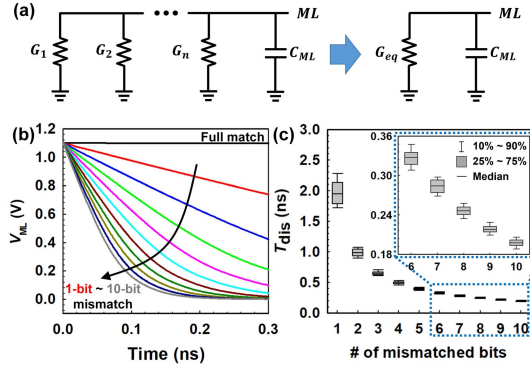 (a)
ML
ML
G1
G2
Gn
CML
Geq
CML
(b)
1.2
1.0
0.8
0.6
0.4
0.2
0.0
VML (V)
Full match
1-bit ~ 10-bit
mismatch
0.0 0.1 0.2 0.3
Time (ns)
(c)
3.0
2.5
2.0
1.5
1.0
0.5
0.0
Tdis (ns)
0.36
0.30
0.24
0.18
10% ~ 90%
25% ~ 75%
Median
6 7 8 9 10
1 2 3 4 5 6 7 8 9 10
# of mismatched bits